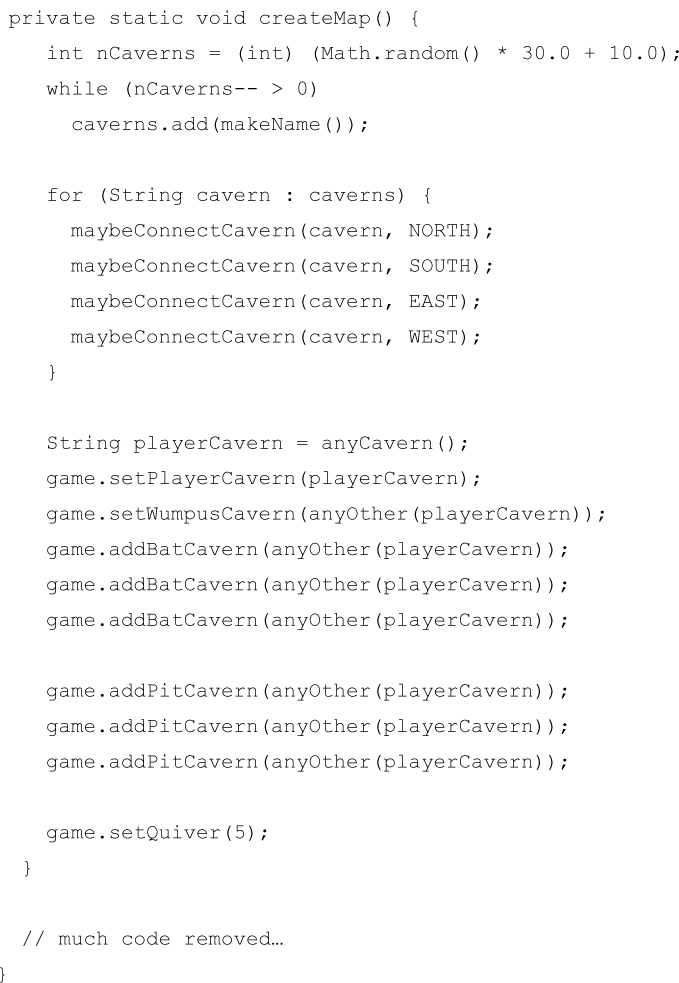 private static void createMap() {
int nCaverns = (int) (Math.random() * 30.0 + 10.0);
while (nCaverns-- > 0)
caverns.add(makeName());
for (String cavern : caverns) {
maybeConnectCavern(cavern, NORTH);
maybeConnectCavern(cavern, SOUTH);
maybeConnectCavern(cavern, EAST);
maybeConnectCavern(cavern, WEST);
}
String playerCavern = anyCavern();
game.setPlayerCavern(playerCavern);
game.setWumpusCavern(anyOther(playerCavern));
game.addBatCavern(anyOther(playerCavern));
game.addBatCavern(anyOther(playerCavern));
game.addBatCavern(anyOther(playerCavern));
game.addPitCavern(anyOther(playerCavern));
game.addPitCavern(anyOther(playerCavern));
game.addPitCavern(anyOther(playerCavern));
game.setQuiver(5);
}
// much code removed…
}